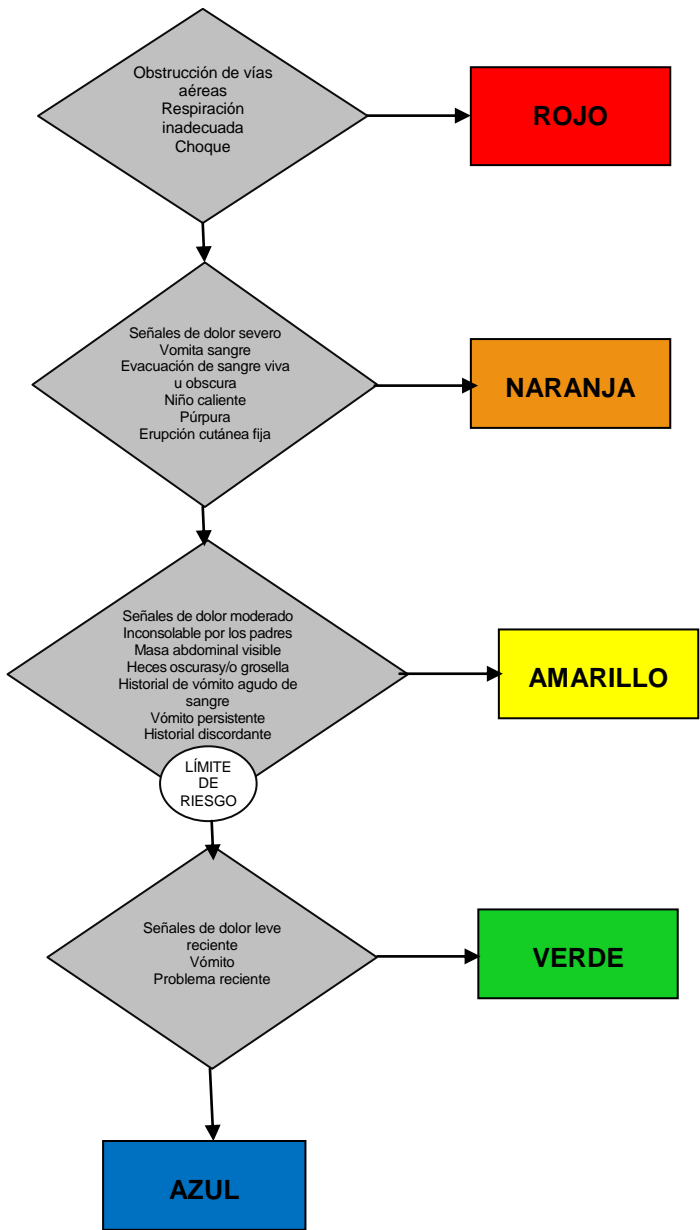 Obstrucción de vías
aéreas
Respiración
inadecuada
Choque
ROJO
Señales de dolor severo
Vomita sangre
Evacuación de sangre viva
u obscura
Niño caliente
Púrpura
Erupción cutánea fija
NARANJA
Señales de dolor moderado
Inconsolable por los padres
Masa abdominal visible
Heces oscurasy/o grosella
Historial de vómito agudo de
sangre
Vómito persistente
Historial discordante
AMARILLO
LÍMITE
DE
RIESGO
Señales de dolor leve
reciente
Vómito
Problema reciente
VERDE
AZUL